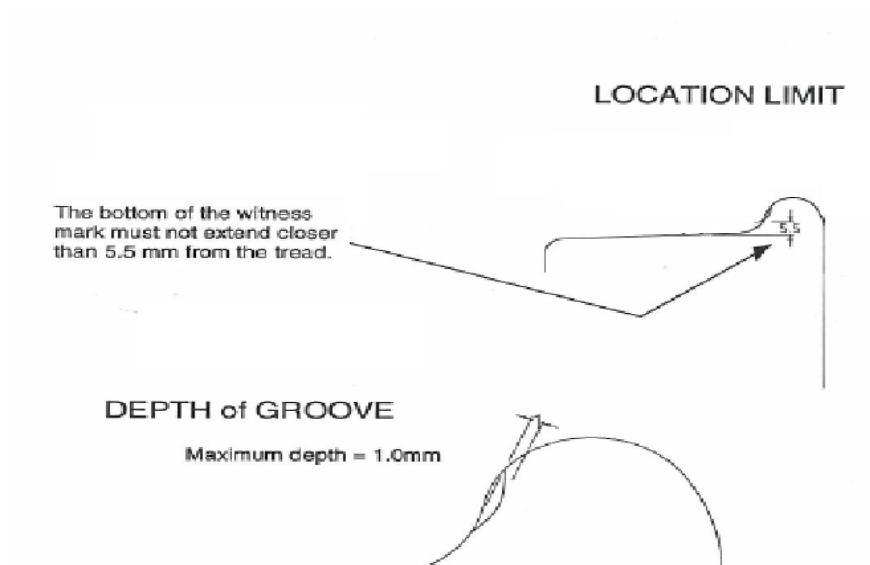 LOCATION LIMIT
The bottom of the witness
mark must not extend closer
than 5.5 mm from the tread.
5.5
DEPTH of GROOVE
Maximum depth = 1.0mm